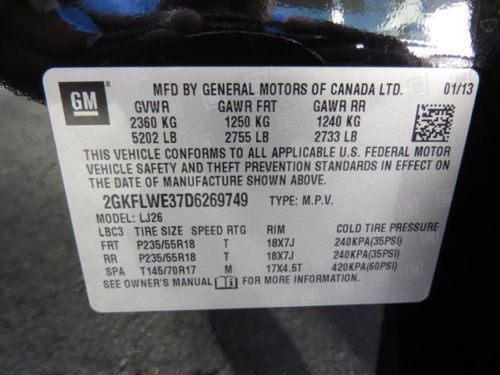 GM
MFD BY GENERAL MOTORS OF CANADA LTD. 01/13
GVWR GAWR FRT GAWR RR
2360 KG 1250 KG 1240 KG
5202 LB 2755 LB 2733 LB
THIS VEHICLE CONFORMS TO ALL APPLICABLE U.S. FEDERAL MOTOR
VEHICLE SAFETY AND THEFT PREVENTION STANDARDS IN EFFECT ON
THE DATE OF MANUFACTURE SHOWN ABOVE.
2GKFLWE37D6269749 TYPE: M.P.V.
MODEL: LJ26
LBC3 TIRE SIZE SPEED RTG RIM COLD TIRE PRESSURE
FRT P235/55R18 T 18X7J 240KPA(35PSI)
RR P235/55R18 T 18X7J 240KPA(35PSI)
SPA T145/70R17 M 17X4.5T 420KPA(60PSI)
SEE OWNER'S MANUAL FOR MORE INFORMATION